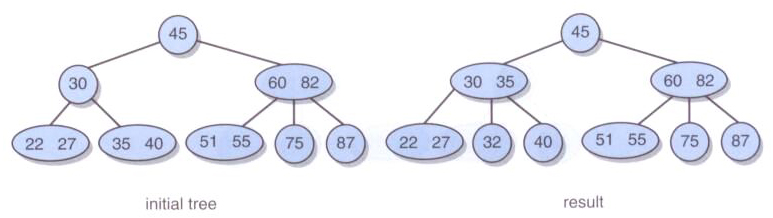 45 45
30 60 82 30 35 60 82
22 27 35 40 51 55 75 87 22 27 32 40 51 55 75 87
initial tree result